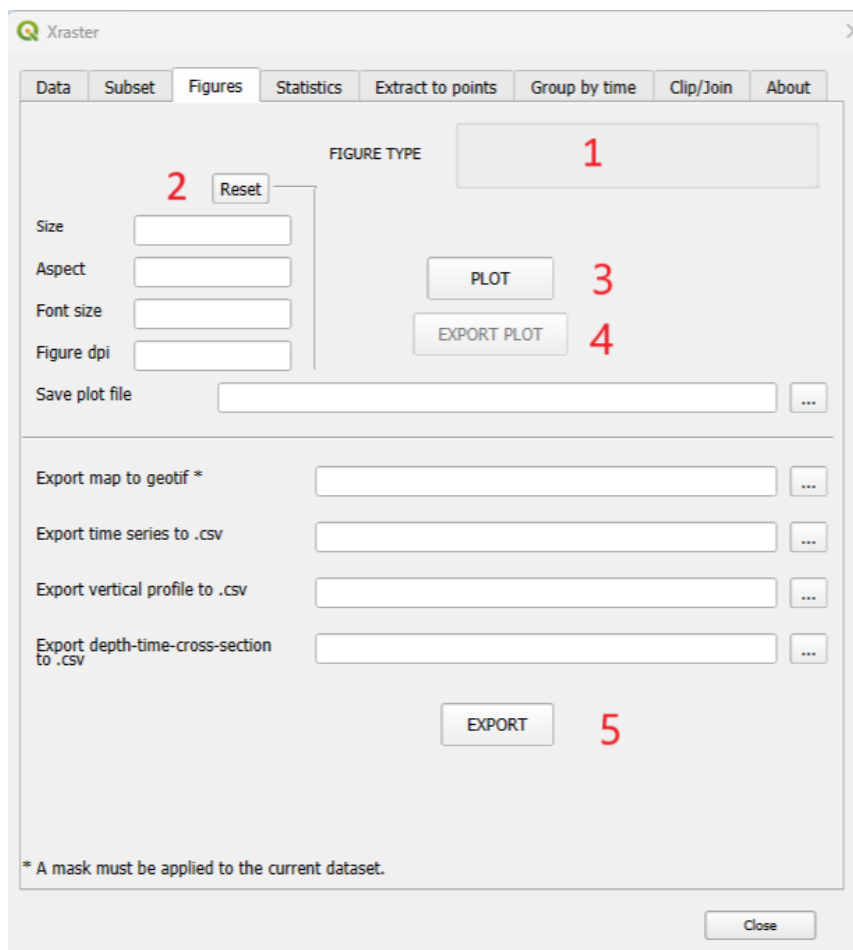 Xraster
Data Subset Figures Statistics Extract to points Group by time Clip/Join About
FIGURE TYPE 1
2 Reset
Size
Aspect
PLOT 3
Font size
EXPORT PLOT 4
Figure dpi
Save plot file ...
Export map to geotif * ...
Export time series to .csv ...
Export vertical profile to .csv ...
Export depth-time-cross-section
to .csv ...
EXPORT 5
* A mask must be applied to the current dataset.
Close